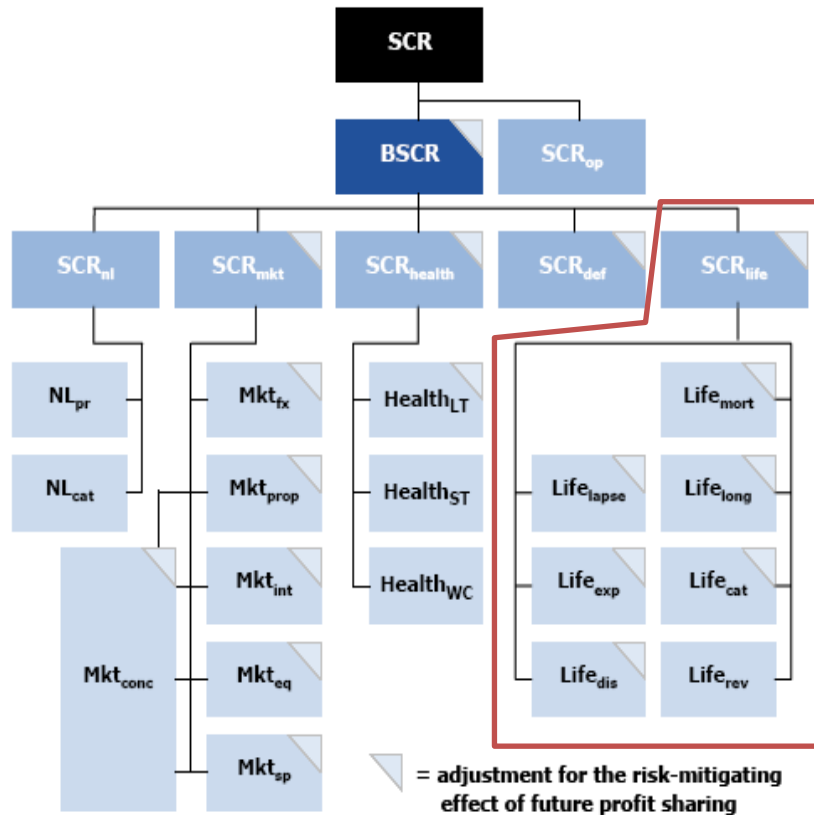 SCR
BSCR
SCRop
SCRnl
SCRmkt
SCRhealth
SCRdef
SCRlife
NLpr
Mktfx
HealthLT
Lifemort
NLcat
Mktprop
HealthST
Lifelapse
Lifelong
Mktconc
Mktint
HealthWC
Lifeexp
Lifecat
Mkteq
Lifedis
Liferev
Mktsp
= adjustment for the risk-mitigating
effect of future profit sharing